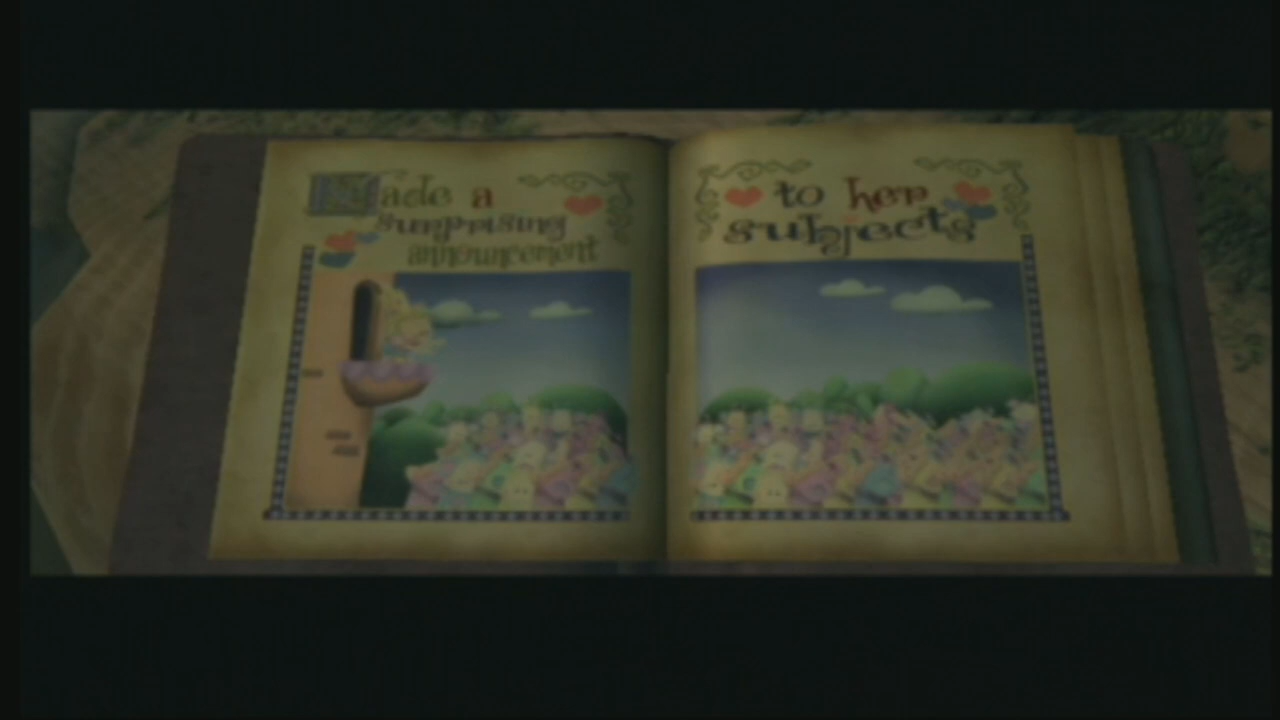 Made a
surprising
announcement
to her
subjects